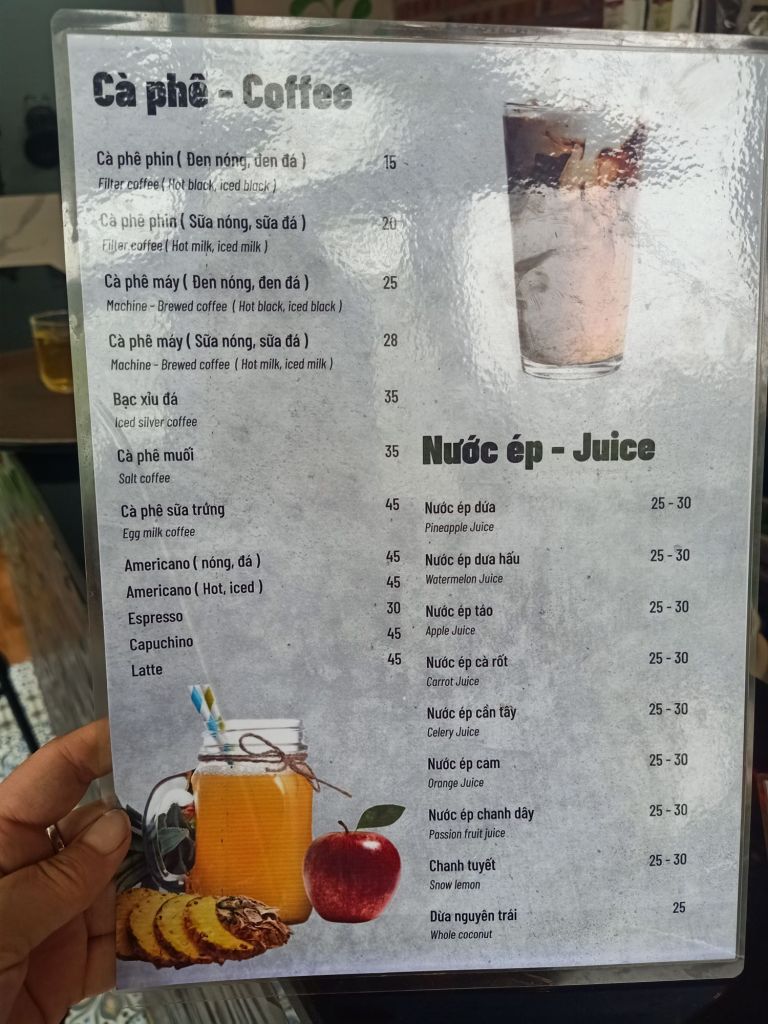 Cà phê - Coffee
Cà phê phin ( Đen nóng, đen đá ) 15
Filter coffee ( Hot black, iced black )
Cà phê phin ( Sữa nóng, sữa đá ) 20
Filter coffee ( Hot milk, iced milk )
Cà phê máy ( Đen nóng, đen đá ) 25
Machine - Brewed coffee ( Hot black, iced black )
Cà phê máy ( Sữa nóng, sữa đá ) 28
Machine - Brewed coffee ( Hot milk, iced milk )
Bạc xỉu đá 35
Iced silver coffee
Cà phê muối 35
Salt coffee
Cà phê sữa trứng 45
Egg milk coffee
Americano ( nóng, đá ) 45
Americano ( Hot, iced ) 45
Espresso 30
Capuchino 45
Latte 45
Nước ép - Juice
Nước ép dứa 25 - 30
Pineapple Juice
Nước ép dưa hấu 25 - 30
Watermelon Juice
Nước ép táo 25 - 30
Apple Juice
Nước ép cà rốt 25 - 30
Carrot Juice
Nước ép cần tây 25 - 30
Celery Juice
Nước ép cam 25 - 30
Orange Juice
Nước ép chanh dây 25 - 30
Passion fruit juice
Chanh tuyết 25 - 30
Snow lemon
Dừa nguyên trái 25
Whole coconut